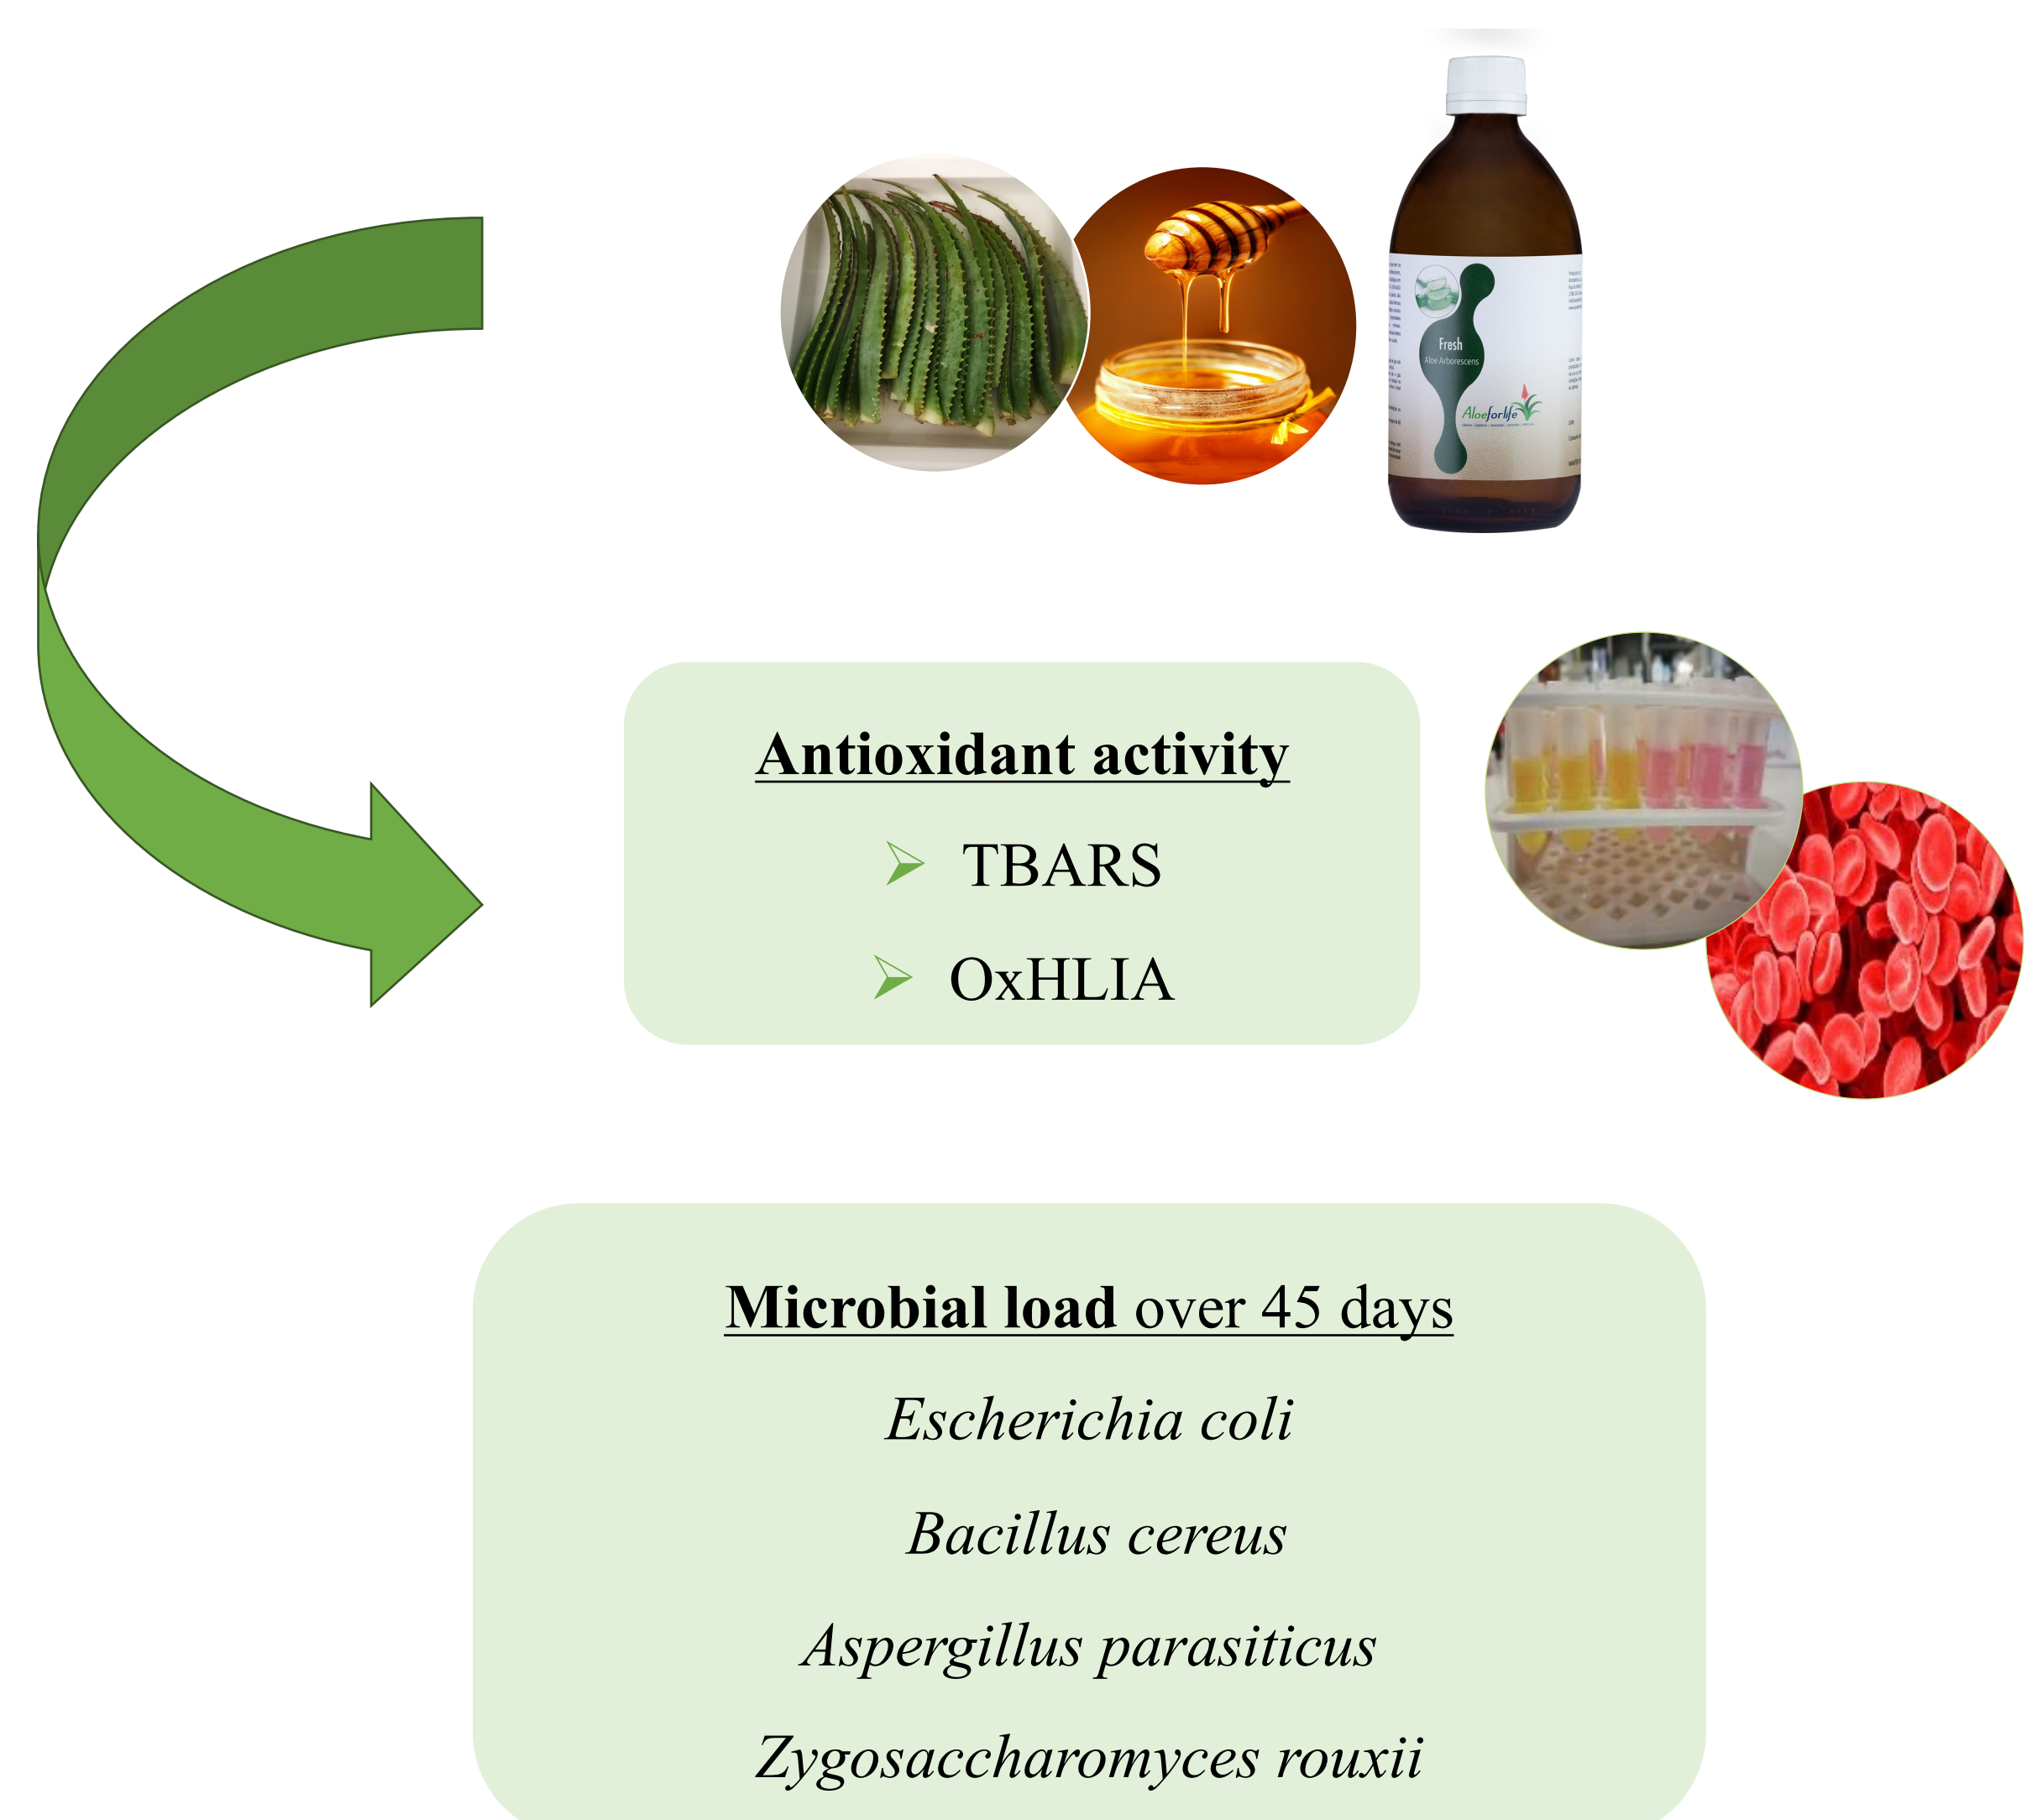 Fresh
Aloe Arborescens
Aloeforlife
Antioxidant activity
TBARS
OxHLIA
Microbial load over 45 days
Escherichia coli
Bacillus cereus
Aspergillus parasiticus
Zygosaccharomyces rouxii